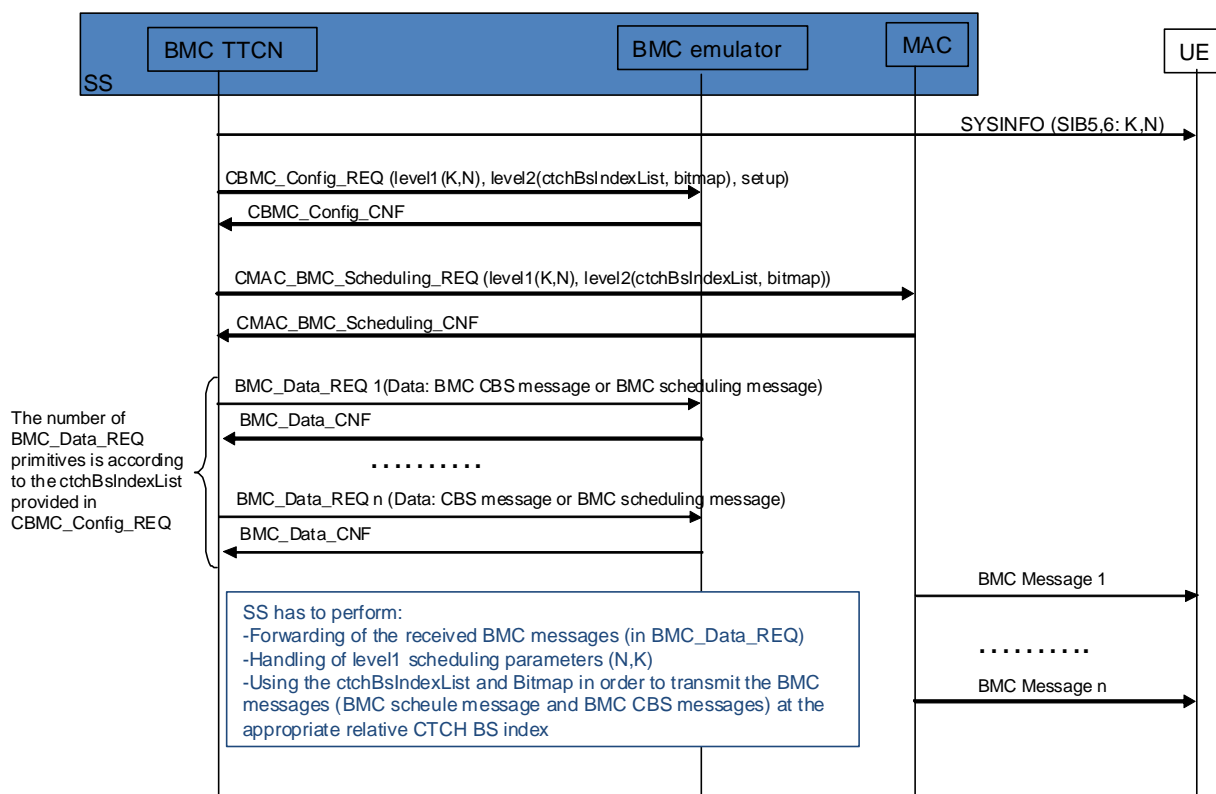 BMC TTCN
BMC emulator
MAC
UE
SS
SYSINFO (SIB5,6: K,N)
CBMC_Config_REQ (level1(K,N), level2(ctchBsIndexList, bitmap), setup)
CBMC_Config_CNF
CMAC_BMC_Scheduling_REQ (level1(K,N), level2(ctchBsIndexList, bitmap))
CMAC_BMC_Scheduling_CNF
BMC_Data_REQ 1(Data: BMC CBS message or BMC scheduling message)
BMC_Data_CNF
The number of
BMC_Data_REQ
primitives is according
to the ctchBsIndexList
provided in
CBMC_Config_REQ
..........
BMC_Data_REQ n (Data: CBS message or BMC scheduling message)
BMC_Data_CNF
BMC Message 1
SS has to perform:
-Forwarding of the received BMC messages (in BMC_Data_REQ)
-Handling of level1 scheduling parameters (N,K)
-Using the ctchBsIndexList and Bitmap in order to transmit the BMC
messages (BMC scheule message and BMC CBS messages) at the
appropriate relative CTCH BS index
..........
BMC Message n